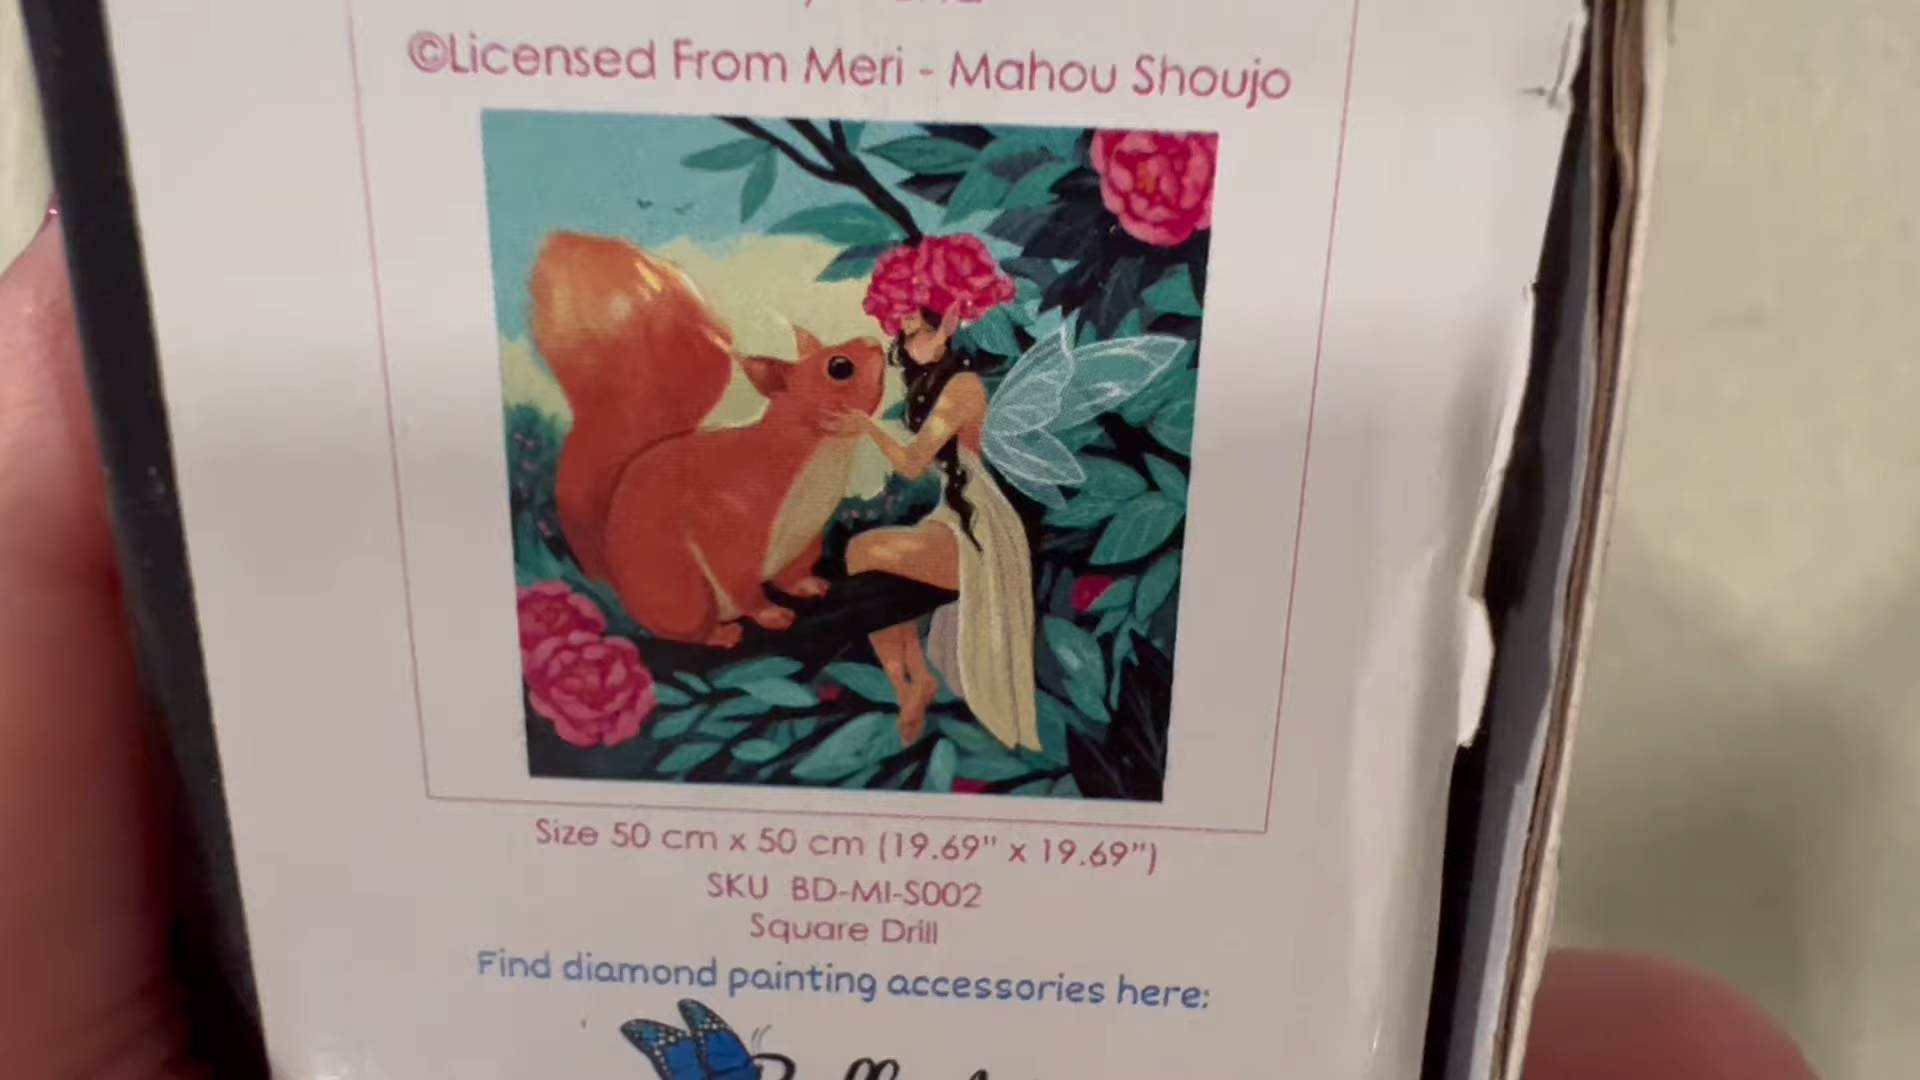 ©Licensed From Meri - Mahou Shoujo
Size 50 cm x 50 cm (19.69" x 19.69")
SKU BD-MI-S002
Square Drill
Find diamond painting accessories here: